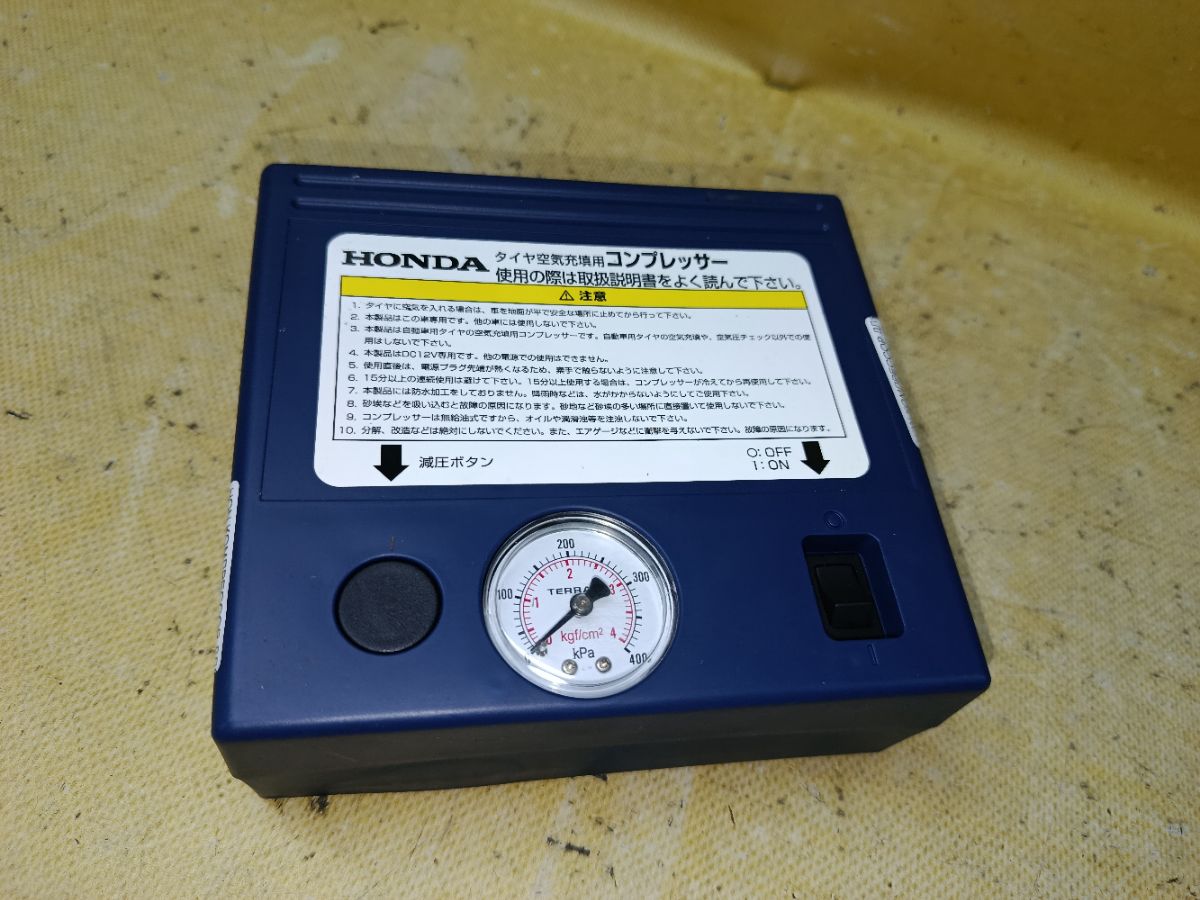 HONDA タイヤ空気充填用コンプレッサー
使用の際は取扱説明書をよく読んで下さい。
⚠ 注意
1. タイヤに空気を入れる場合は、車を地面が平で安全な場所に止めてから行って下さい。
2. 本製品はこの車専用です。他の車には使用しないで下さい。
3. 本製品は自動車用タイヤの空気充填用コンプレッサーです。自動車用タイヤの空気充填や、空気圧チェック以外での使
用はしないで下さい。
4. 本製品はDC12V専用です。他の電源での使用はできません。
5. 使用直後は、電源プラグ先端が熱くなるため、素手で触らないように注意して下さい。
6. 15分以上の連続使用は避けて下さい。15分以上使用する場合は、コンプレッサーが冷えてから再使用して下さい。
7. 本製品には防水加工をしておりません。降雨時などは、水がかからないようにしてご使用下さい。
8. 砂埃などを吸い込むと故障の原因になります。砂地など砂埃の多い場所に直接置いて使用しないで下さい。
9. コンプレッサーは無給油式ですから、オイルや潤滑油等を注油しないで下さい。
10. 分解、改造などは絶対にしないでください。また、エアゲージなどに衝撃を与えないで下さい。故障の原因になります。
減圧ボタン
O: OFF
I: ON
O
I
100 200 300 400
0 1 2 3 4
kgf/cm2
kPa